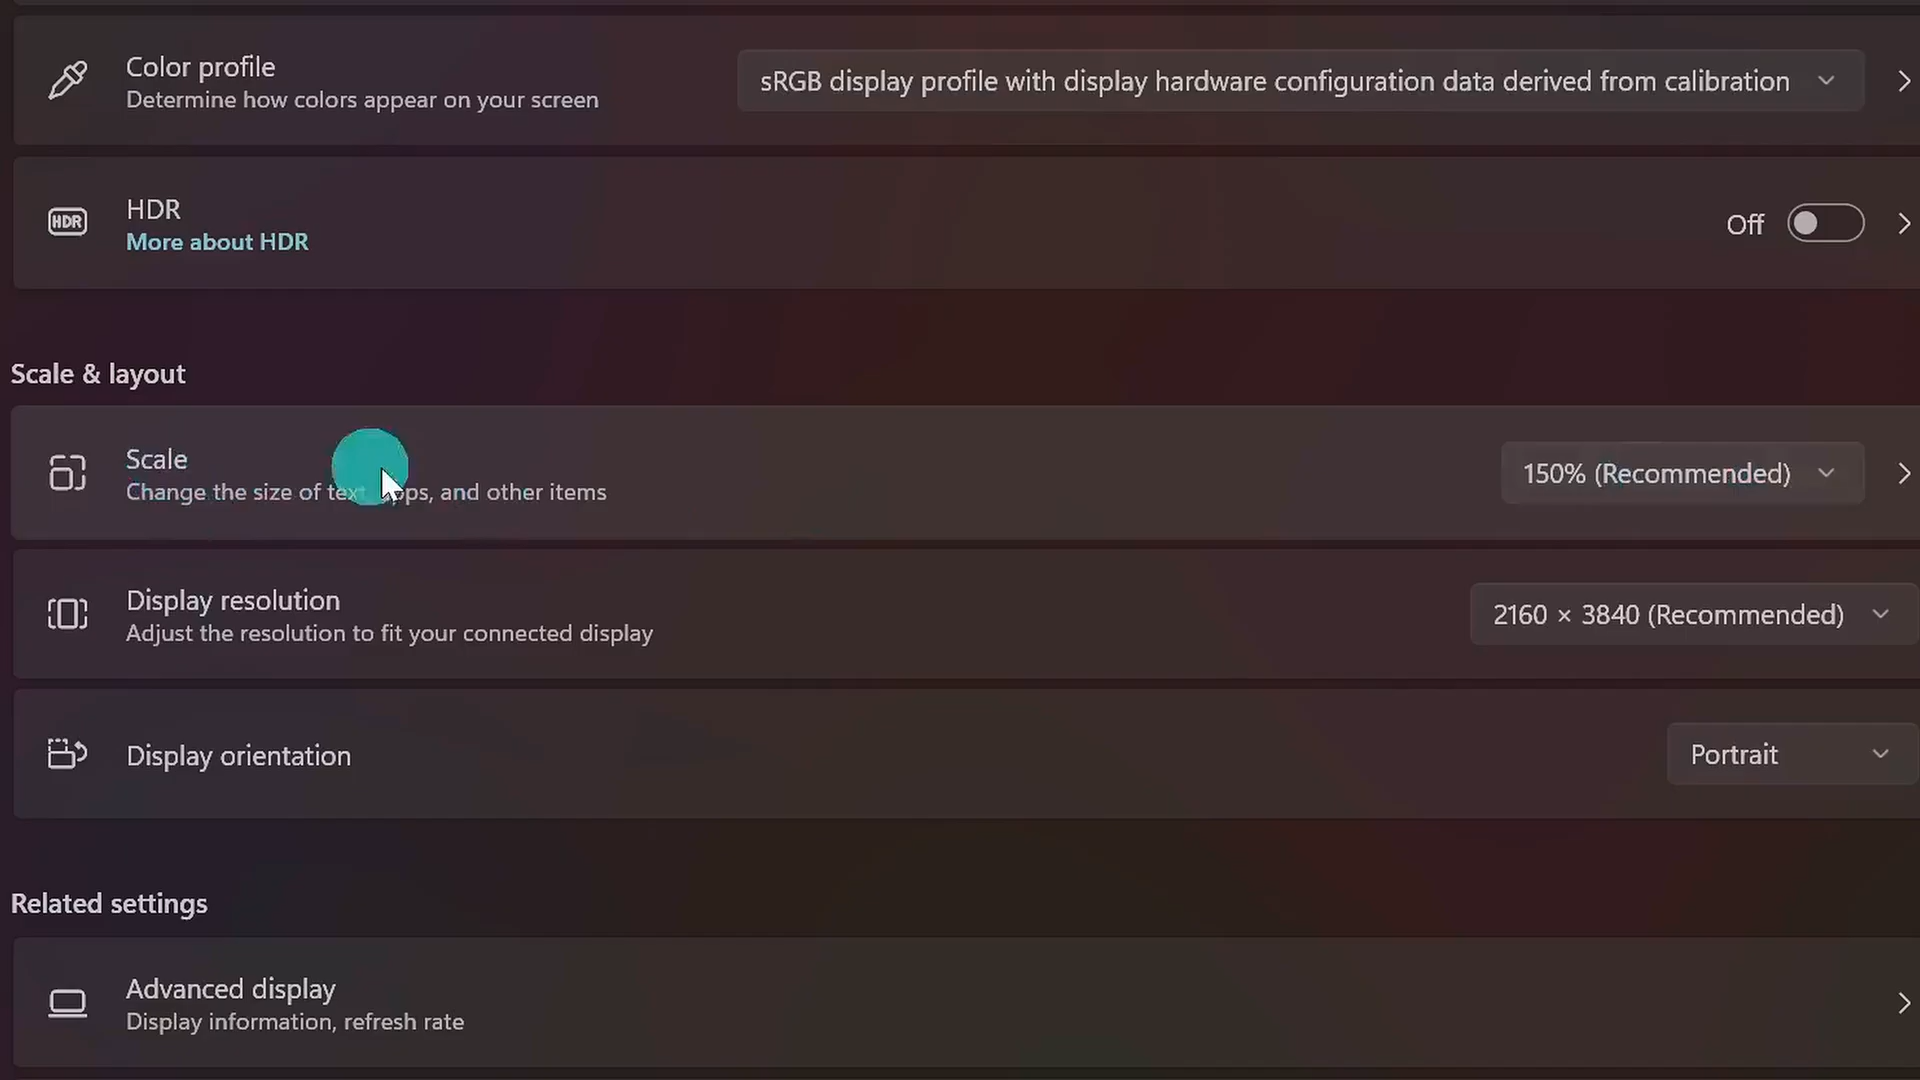 Color profile
Determine how colors appear on your screen
sRGB display profile with display hardware configuration data derived from calibration
HDR
HDR
More about HDR
Off
Scale & layout
Scale
Change the size of text, apps, and other items
150% (Recommended)
Display resolution
Adjust the resolution to fit your connected display
2160 × 3840 (Recommended)
Display orientation
Portrait
Related settings
Advanced display
Display information, refresh rate